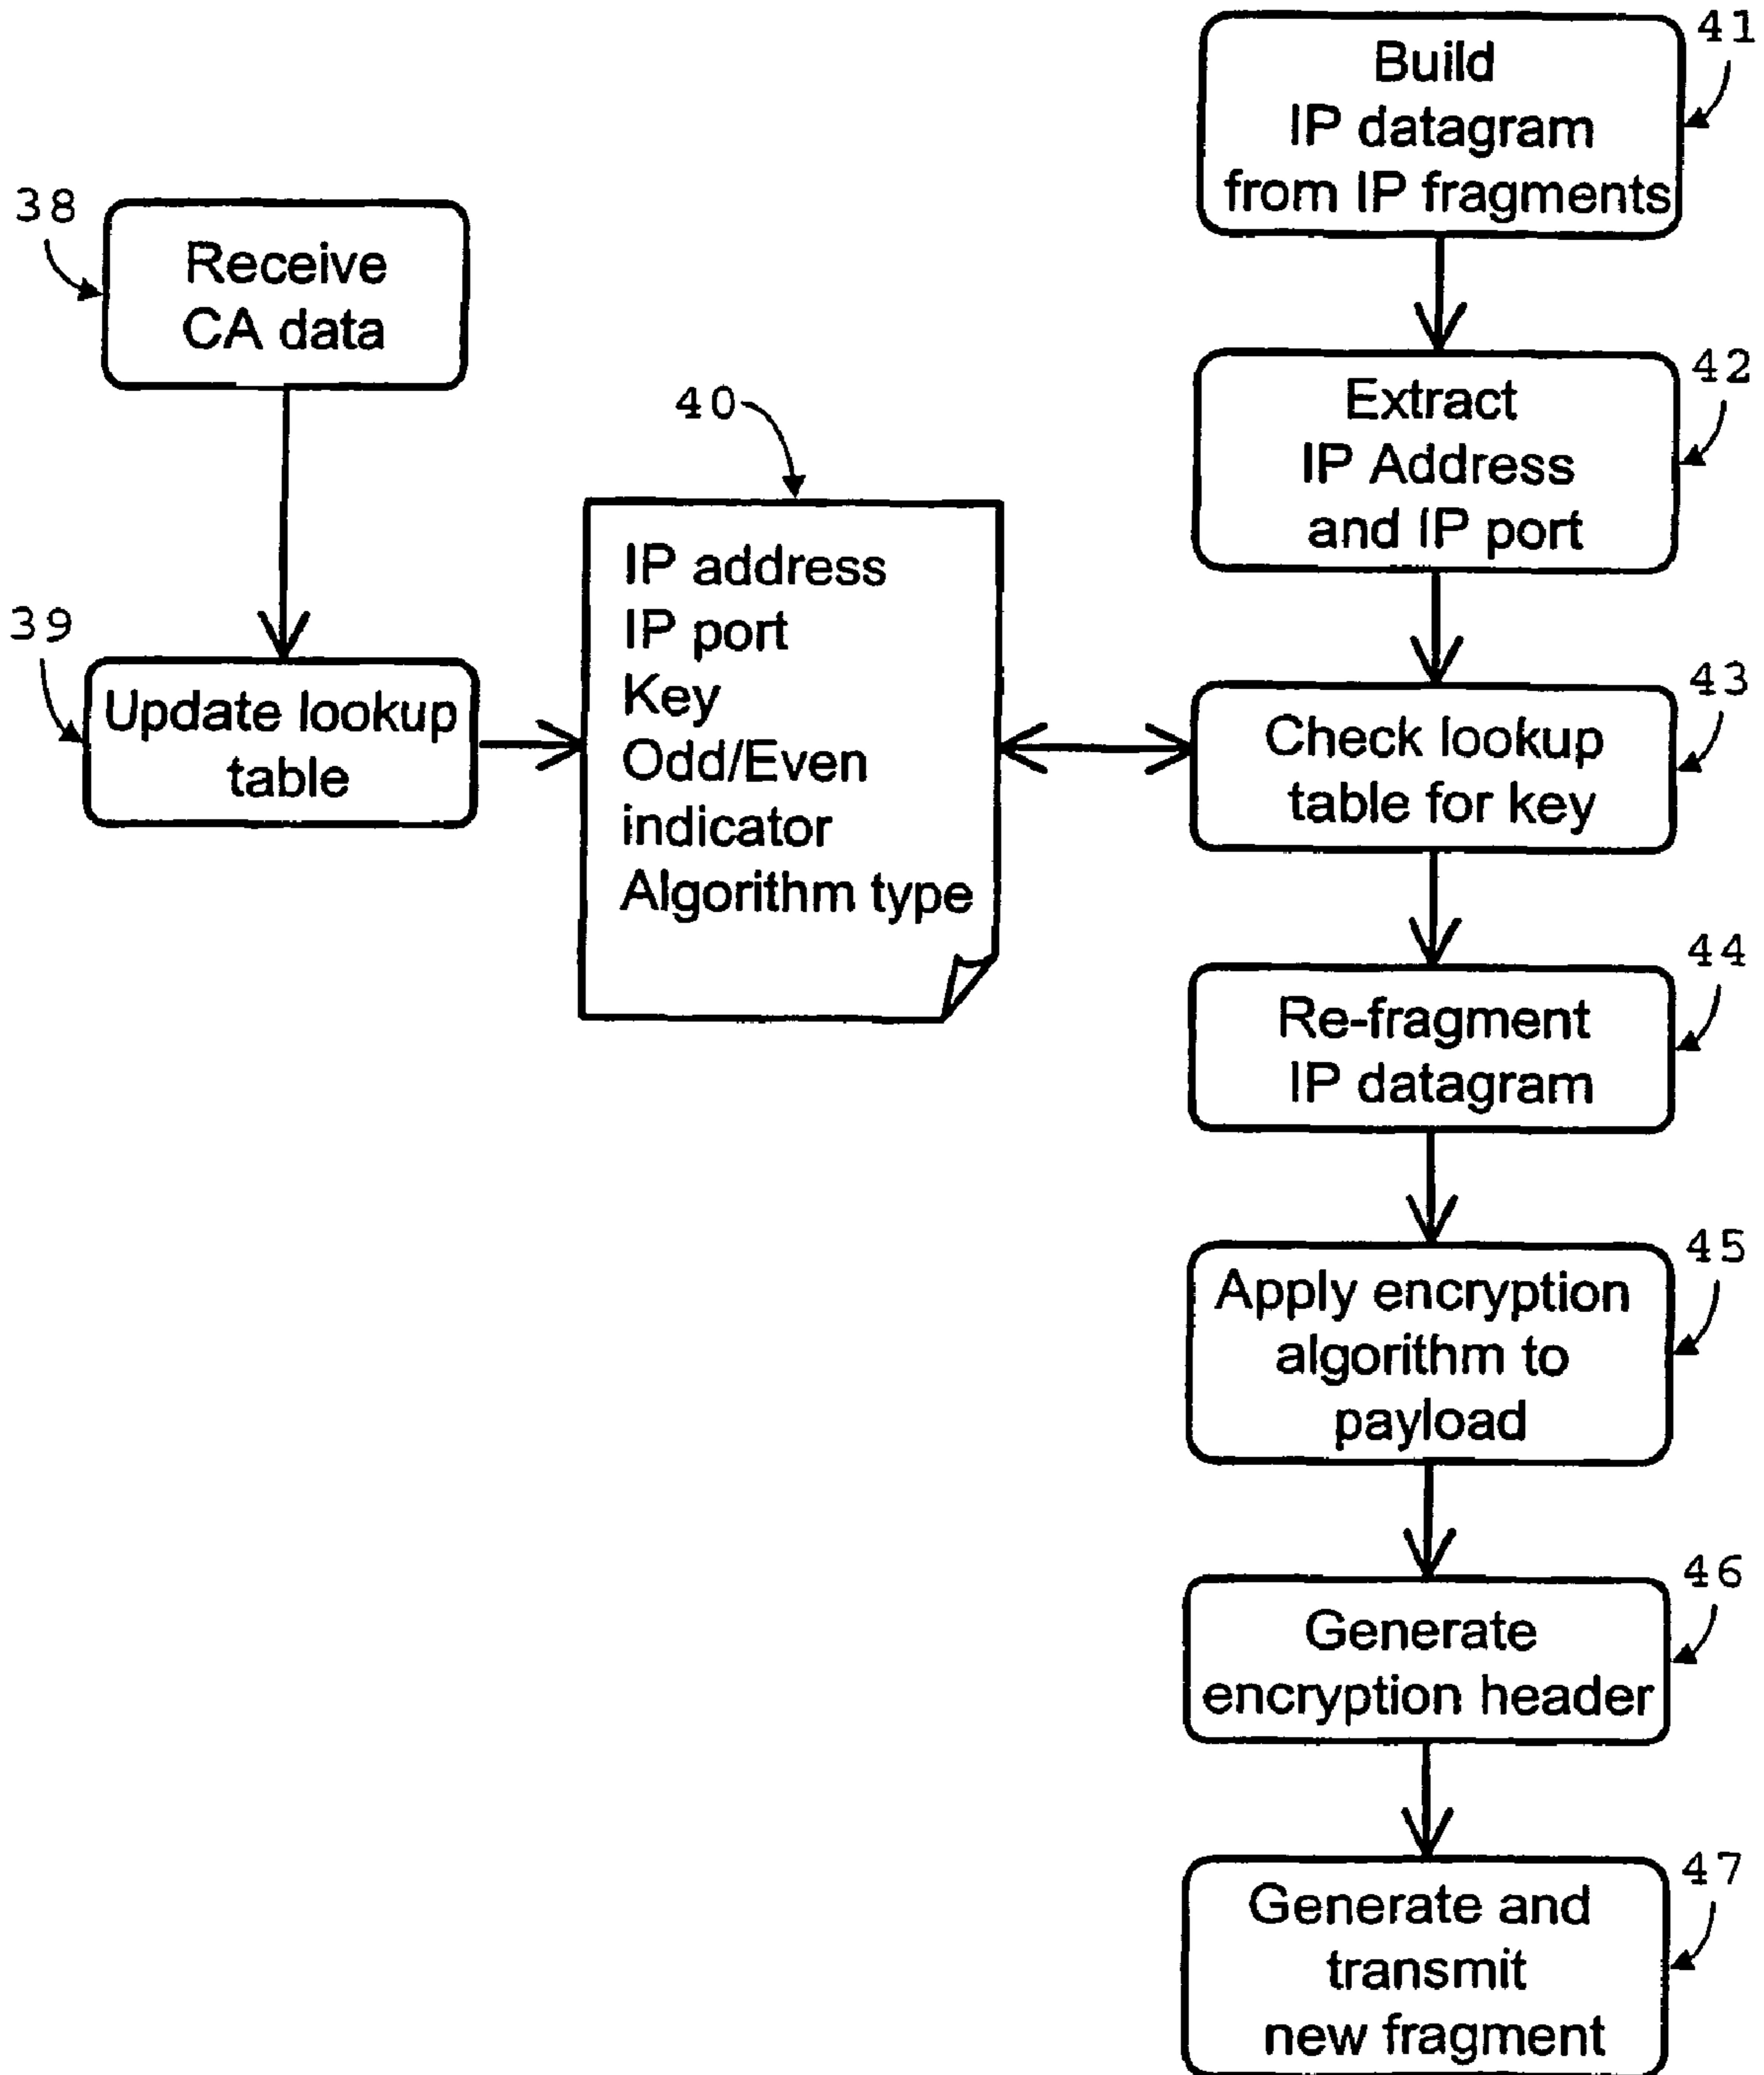 38
Receive
CA data
39
Update lookup
table
40
IP address
IP port
Key
Odd/Even
indicator
Algorithm type
41
Build
IP datagram
from IP fragments
42
Extract
IP Address
and IP port
43
Check lookup
table for key
44
Re-fragment
IP datagram
45
Apply encryption
algorithm to
payload
46
Generate
encryption header
47
Generate and
transmit
new fragment